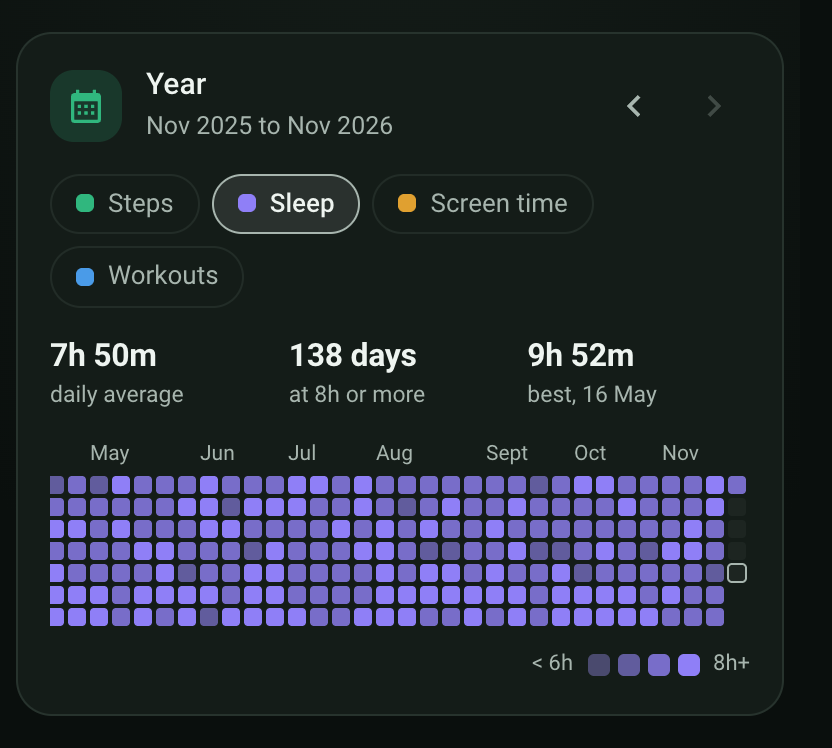 Year
Nov 2025 to Nov 2026
Steps
Sleep
Screen time
Workouts
7h 50m
138 days
9h 52m
daily average
at 8h or more
best, 16 May
May Jun Jul Aug Sept Oct Nov
< 6h 8h+